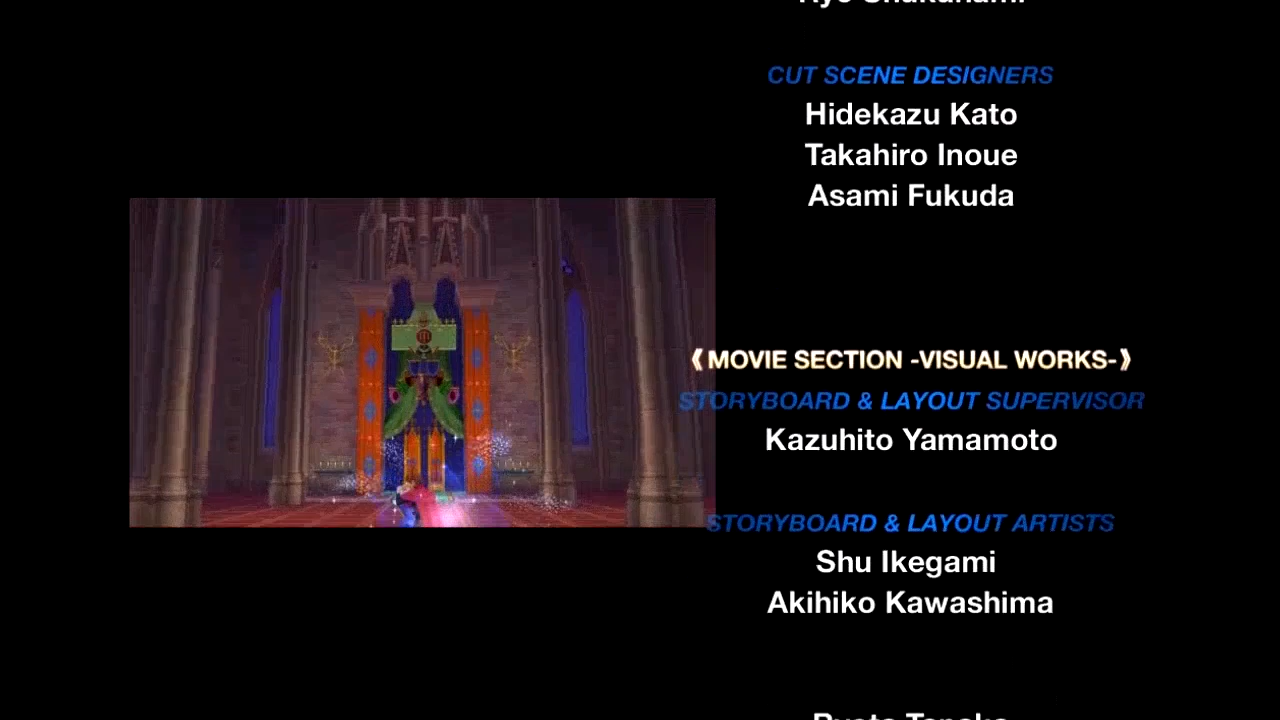 CUT SCENE DESIGNERS
Hidekazu Kato
Takahiro Inoue
Asami Fukuda
《MOVIE SECTION -VISUAL WORKS-》
STORYBOARD & LAYOUT SUPERVISOR
Kazuhito Yamamoto
STORYBOARD & LAYOUT ARTISTS
Shu Ikegami
Akihiko Kawashima